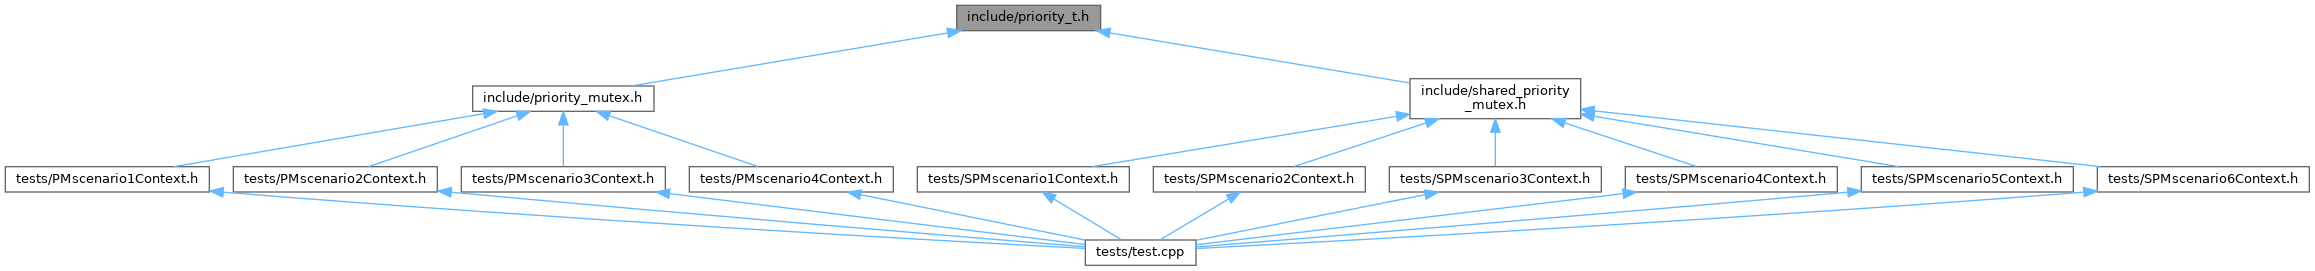 include/priority_t.h
include/priority_mutex.h
include/shared_priority
_mutex.h
tests/PMscenario1Context.h
tests/PMscenario2Context.h
tests/PMscenario3Context.h
tests/PMscenario4Context.h
tests/SPMscenario1Context.h
tests/SPMscenario2Context.h
tests/SPMscenario3Context.h
tests/SPMscenario4Context.h
tests/SPMscenario5Context.h
tests/SPMscenario6Context.h
tests/test.cpp